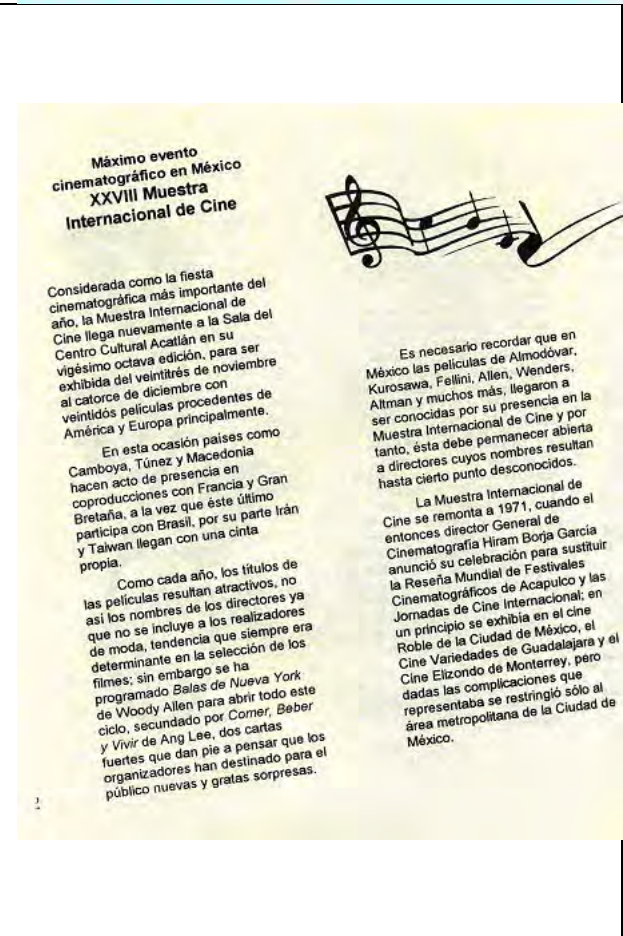 Máximo evento
cinematográfico en México
XXVIII Muestra
Internacional de Cine
Considerada como la fiesta
cinematográfica más importante del
año, la Muestra Internacional de
Cine llega nuevamente a la Sala del
Centro Cultural Acatlán en su
vigésimo octava edición, para ser
exhibida del veintitrés de noviembre
al catorce de diciembre con
veintidós películas procedentes de
América y Europa principalmente.
En esta ocasión países como
Camboya, Túnez y Macedonia
hacen acto de presencia en
coproducciones con Francia y Gran
Bretaña, a la vez que éste último
participa con Brasil, por su parte Irán
y Taiwan llegan con una cinta
propia.
Como cada año, los títulos de
las películas resultan atractivos, no
así los nombres de los directores ya
que no se incluye a los realizadores
de moda, tendencia que siempre era
determinante en la selección de los
filmes; sin embargo se ha
programado Balas de Nueva York
de Woody Allen para abrir todo este
ciclo, secundado por Comer, Beber
y Vivir de Ang Lee, dos cartas
fuertes que dan pie a pensar que los
organizadores han destinado para el
público nuevas y gratas sorpresas.
Es necesario recordar que en
México las películas de Almodóvar,
Kurosawa, Fellini, Allen, Wenders,
Altman y muchos más, llegaron a
ser conocidas por su presencia en la
Muestra Internacional de Cine y por
tanto, ésta debe permanecer abierta
a directores cuyos nombres resultan
hasta cierto punto desconocidos.
La Muestra Internacional de
Cine se remonta a 1971, cuando el
entonces director General de
Cinematografía Hiram Borja García
anunció su celebración para sustituir
la Reseña Mundial de Festivales
Cinematográficos de Acapulco y las
Jornadas de Cine Internacional; en
un principio se exhibía en el cine
Roble de la Ciudad de México, el
Cine Variedades de Guadalajara y el
Cine Elizondo de Monterrey, pero
dadas las complicaciones que
representaba se restringió sólo al
área metropolitana de la Ciudad de
México.